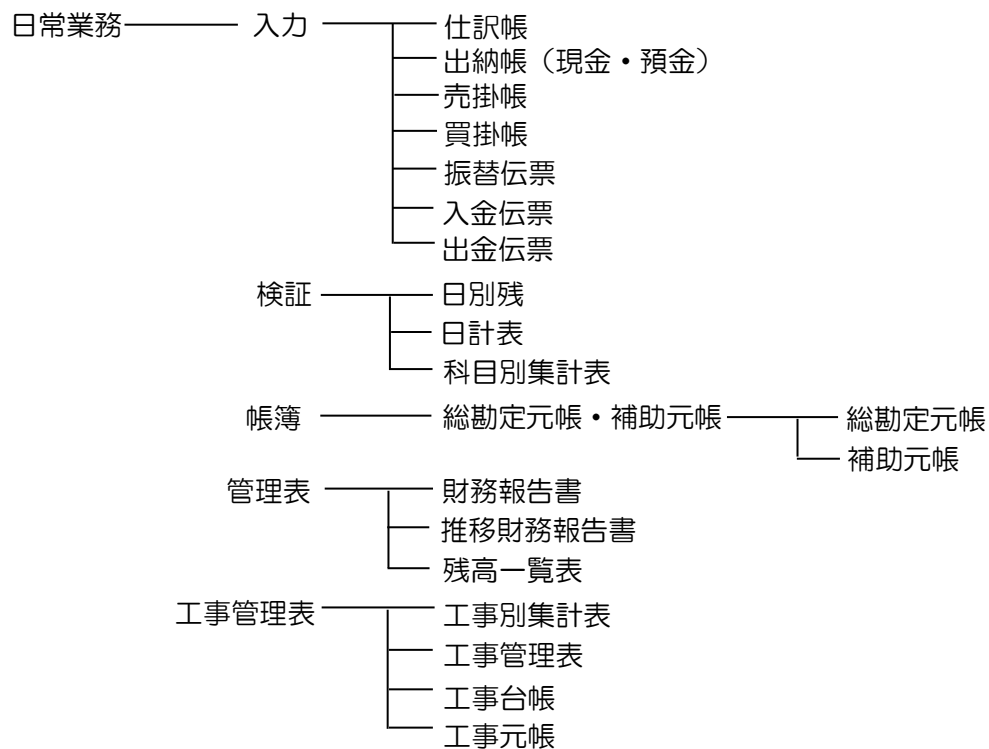 日常業務 入力 仕訳帳
出納帳（現金・預金）
売掛帳
買掛帳
振替伝票
入金伝票
出金伝票
検証 日別残
日計表
科目別集計表
帳簿 総勘定元帳・補助元帳 総勘定元帳
補助元帳
管理表 財務報告書
推移財務報告書
残高一覧表
工事管理表 工事別集計表
工事管理表
工事台帳
工事元帳